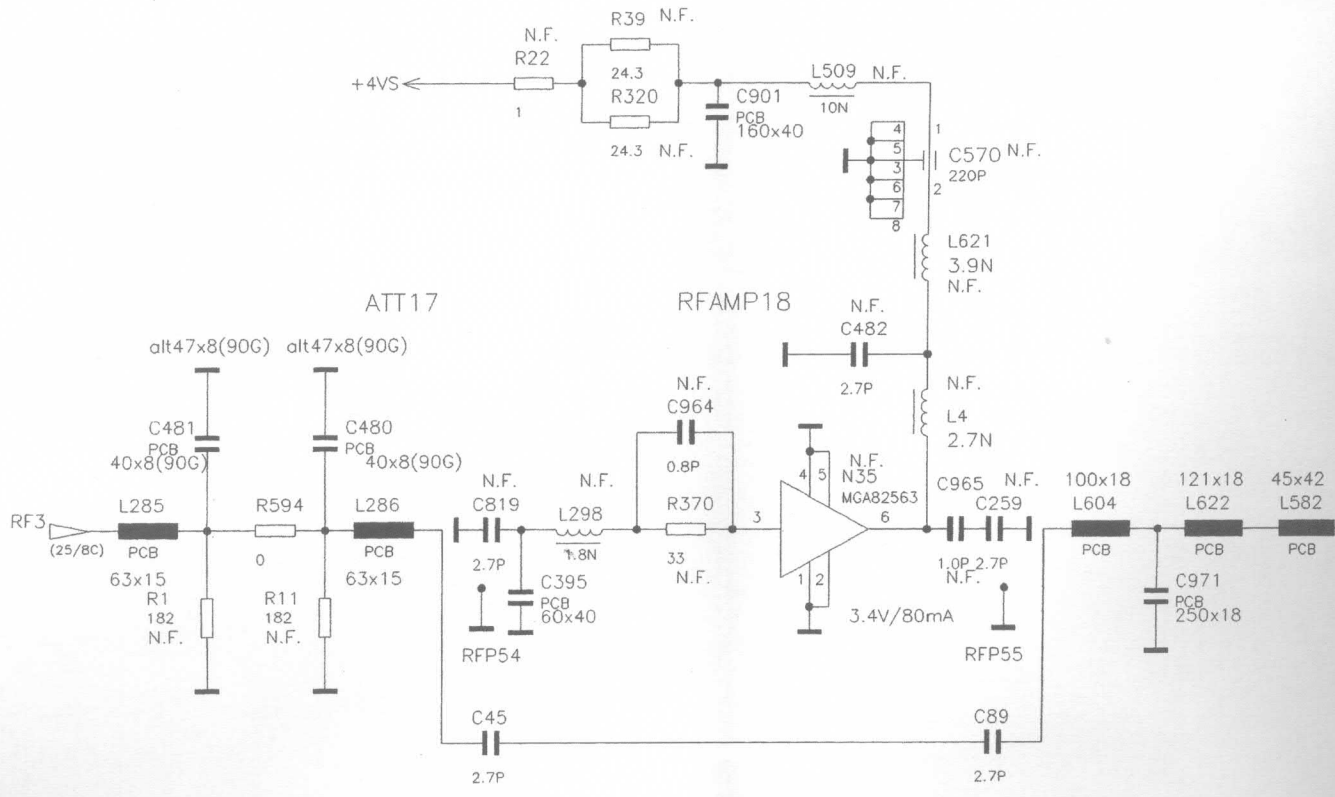 R39 N.F.
N.F.
R22
+4VS
24.3
R320
1
24.3 N.F.
C901
PCB
160x40
L509 N.F.
10N
4 1
5
C570 N.F.
3
220P
6 2
7
8
L621
3.9N
N.F.
ATT17
RFAMP18
N.F.
C482
2.7P
alt47x8(90G) alt47x8(90G)
N.F.
L4
2.7N
N.F.
C964
0.8P
C481
PCB
40x8(90G)
C480
PCB
40x8(90G)
4 5
N.F.
N35
MGA82563
RF3
(25/8C)
L285
PCB
63x15
R594
0
L286
PCB
63x15
N.F.
C819
2.7P
N.F.
L298
1.8N
R370
33
N.F.
3
6
C965
1.0P
N.F.
C259 N.F.
2.7P
100x18
L604
PCB
121x18
L622
PCB
45x42
L582
PCB
R1
182
N.F.
R11
182
N.F.
C395
PCB
60x40
RFP54
1 2
3.4V/80mA
RFP55
C971
PCB
250x18
C45
2.7P
C89
2.7P